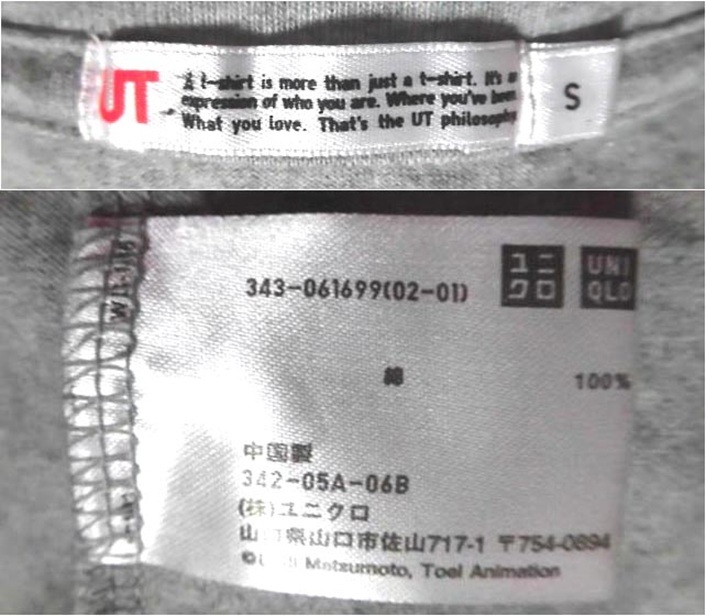 UT
A t-shirt is more than just a t-shirt. It's a
expression of who you are. Where you've been
What you love. That's the UT philosophy
S
343-061699(02-01)
ユニ
クロ
UNI
QLO
綿 100%
中国製
342-05A-06B
(株)ユニクロ
山口県山口市佐山717-1 〒754-0894
Matsumoto, Toei Animation